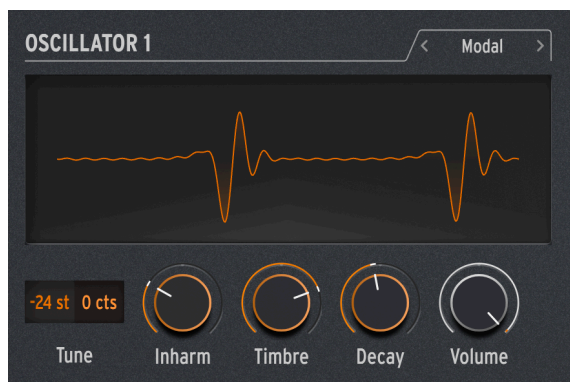 OSCILLATOR 1
< Modal >
-24 st 0 cts
Tune Inharm Timbre Decay Volume